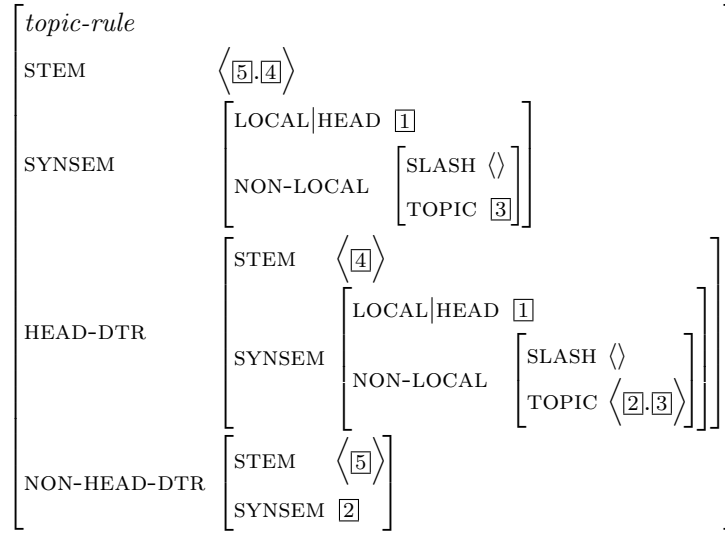 topic-rule
STEM ⟨5.4⟩
LOCAL|HEAD 1
SYNSEM SLASH ⟨⟩
NON-LOCAL
TOPIC 3
STEM ⟨4⟩
LOCAL|HEAD 1
HEAD-DTR SLASH ⟨⟩
SYNSEM NON-LOCAL
TOPIC ⟨2.3⟩
STEM ⟨5⟩
NON-HEAD-DTR
SYNSEM 2